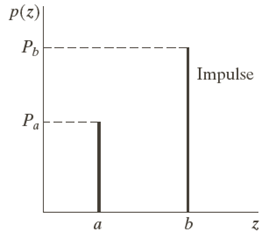 p(z)
P_b
Impulse
P_a
a b z